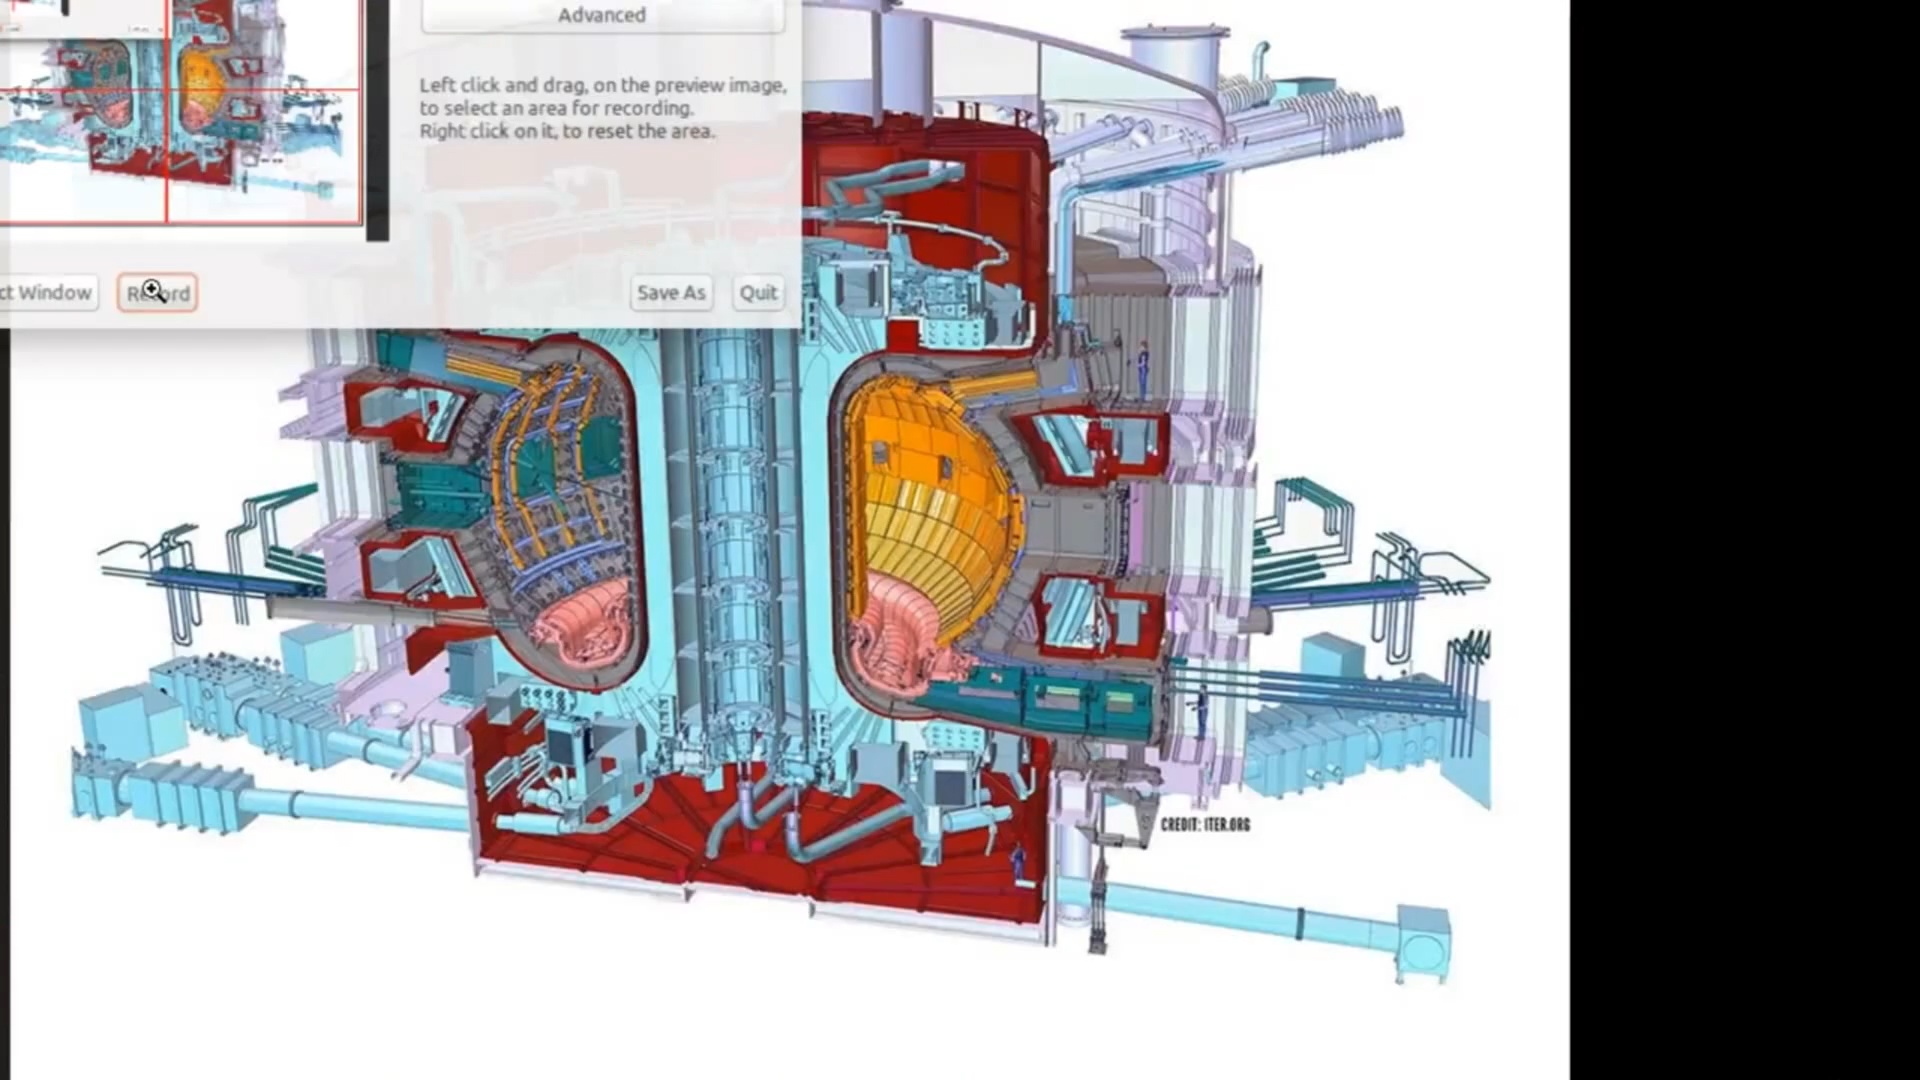 Advanced
Left click and drag, on the preview image,
to select an area for recording.
Right click on it, to reset the area.
ct Window
Record
Save As
Quit
CREDIT: ITER.ORG